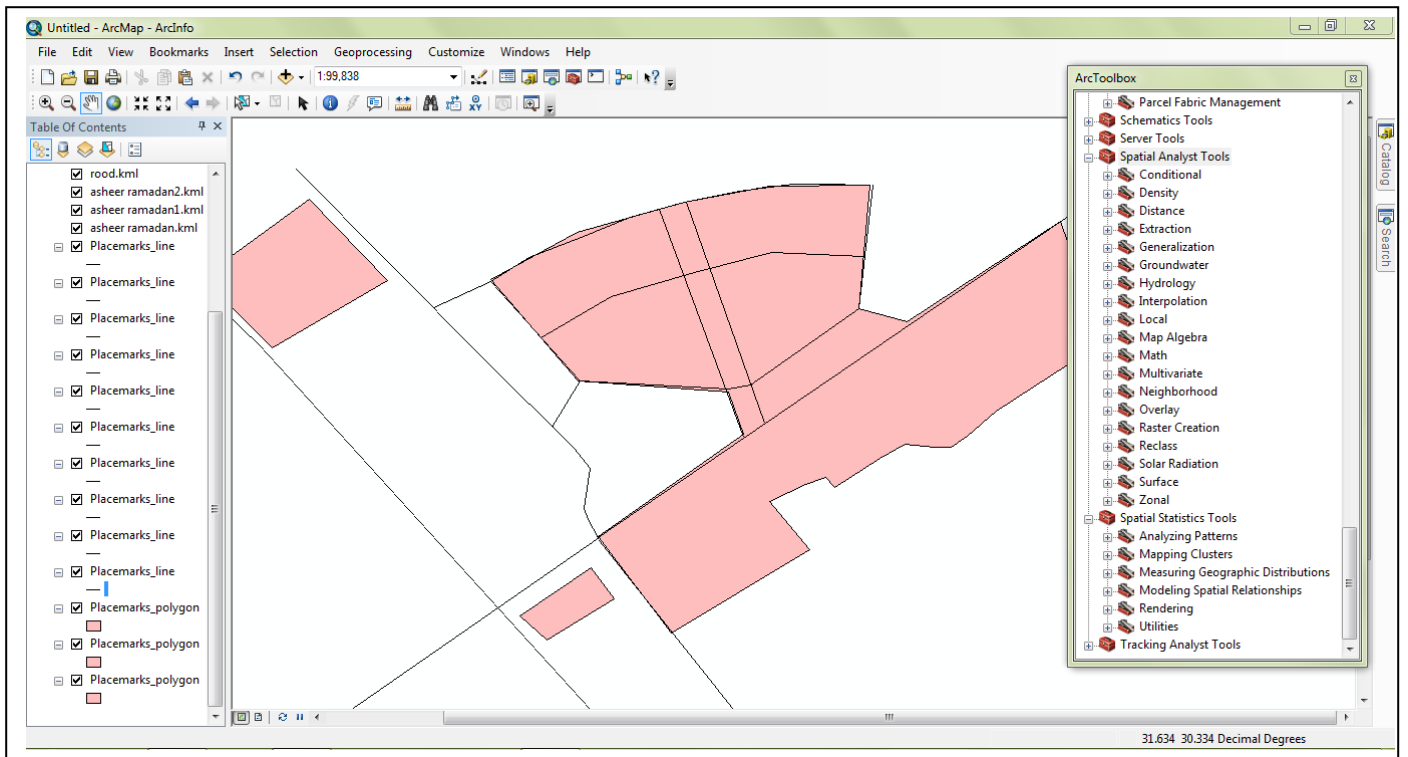 Untitled - ArcMap - ArcInfo
File Edit View Bookmarks Insert Selection Geoprocessing Customize Windows Help
1:99,838
Table Of Contents
rood.kml
asheer ramadan2.kml
asheer ramadan1.kml
asheer ramadan.kml
Placemarks_line
Placemarks_line
Placemarks_line
Placemarks_line
Placemarks_line
Placemarks_line
Placemarks_line
Placemarks_line
Placemarks_line
Placemarks_line
Placemarks_polygon
Placemarks_polygon
Placemarks_polygon
ArcToolbox
Parcel Fabric Management
Schematics Tools
Server Tools
Spatial Analyst Tools
Conditional
Density
Distance
Extraction
Generalization
Groundwater
Hydrology
Interpolation
Local
Map Algebra
Math
Multivariate
Neighborhood
Overlay
Raster Creation
Reclass
Solar Radiation
Surface
Zonal
Spatial Statistics Tools
Analyzing Patterns
Mapping Clusters
Measuring Geographic Distributions
Modeling Spatial Relationships
Rendering
Utilities
Tracking Analyst Tools
Catalog
Search
31.634 30.334 Decimal Degrees